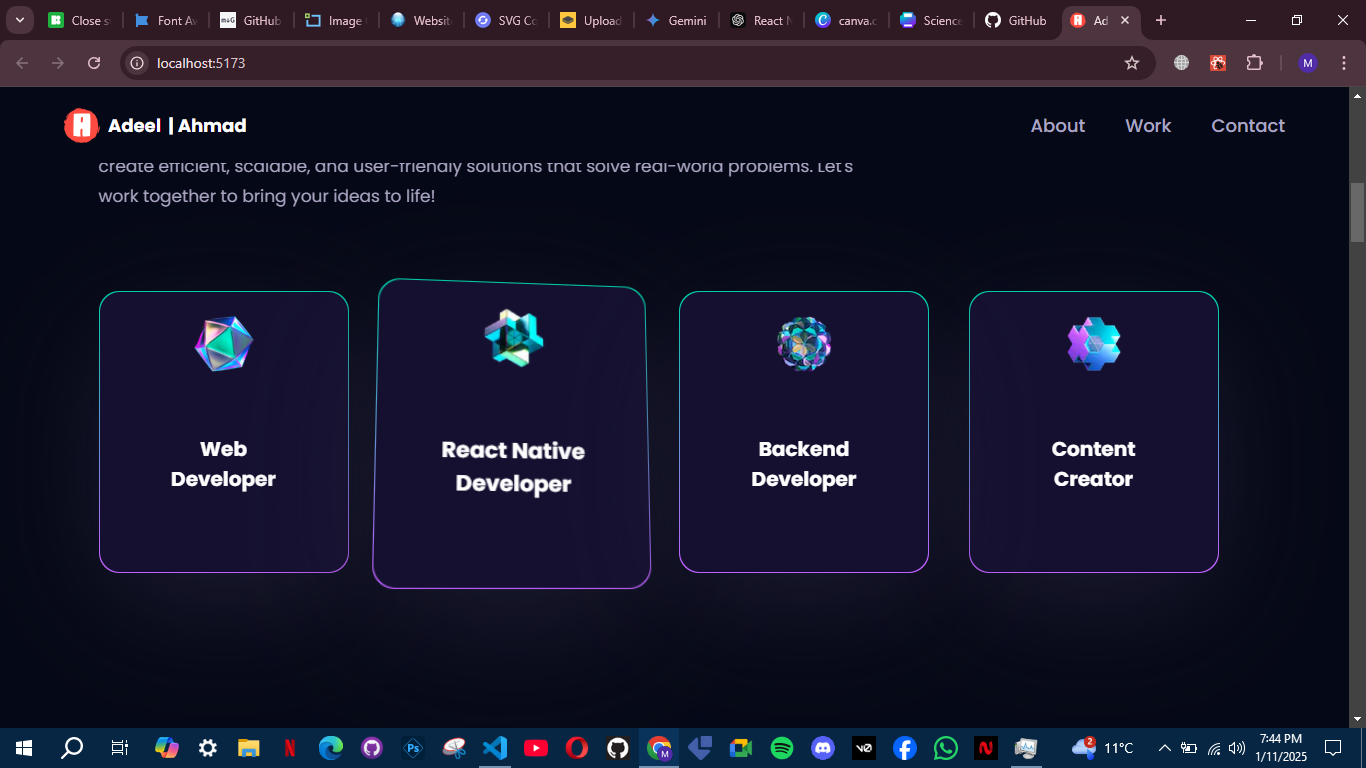 Close s
Font Aw
GitHub
Image
Website
SVG Co
Upload
Gemini
React N
canva.c
Science
GitHub
Ad
localhost:5173
M
Adeel | Ahmad
About
Work
Contact
create efficient, scalable, and user-friendly solutions that solve real-world problems. Let's
work together to bring your ideas to life!
Web
Developer
React Native
Developer
Backend
Developer
Content
Creator
11°C
7:44 PM
1/11/2025